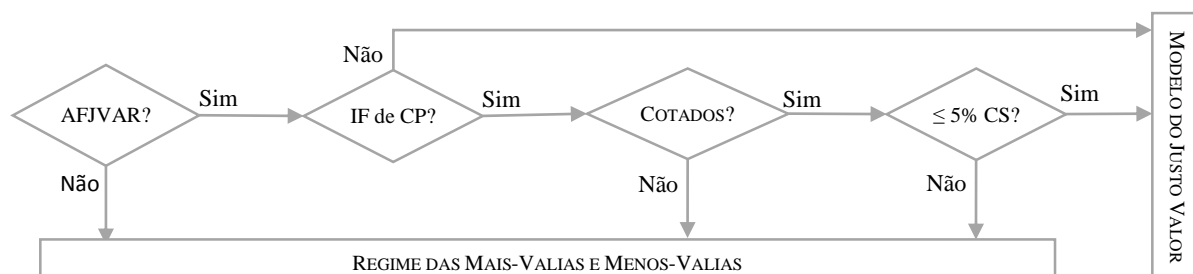 Não
AFJVAR?
Sim
IF de CP?
Sim
COTADOS?
Sim
≤ 5% CS?
Sim
Não
Não
Não
REGIME DAS MAIS-VALIAS E MENOS-VALIAS
MODELO DO JUSTO VALOR